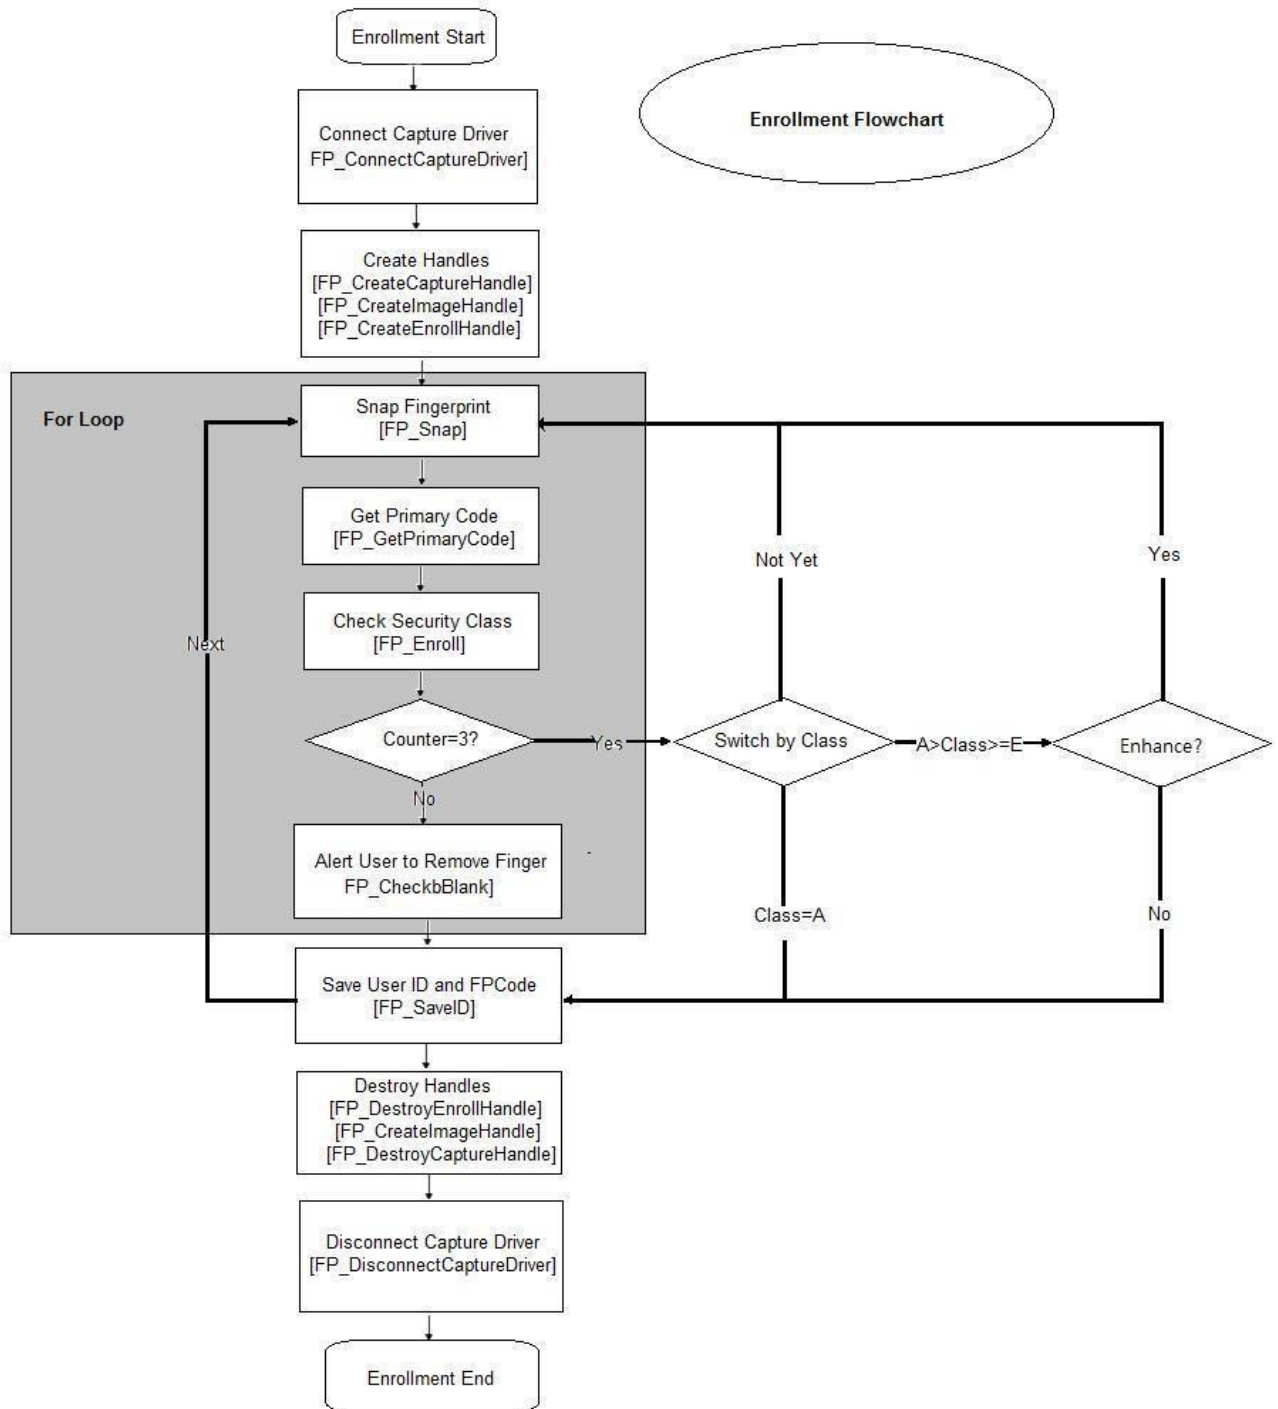 Enrollment Start
Enrollment Flowchart
Connect Capture Driver
FP_ConnectCaptureDriver]
Create Handles
[FP_CreateCaptureHandle]
[FP_CreateImageHandle]
[FP_CreateEnrollHandle]
For Loop
Snap Fingerprint
[FP_Snap]
Get Primary Code
[FP_GetPrimaryCode]
Not Yet
Yes
Check Security Class
[FP_Enroll]
Next
Counter=3?
Yes
Switch by Class
A>Class>=E
Enhance?
No
Alert User to Remove Finger
FP_CheckbBlank]
Class=A
No
Save User ID and FPCode
[FP_SaveID]
Destroy Handles
[FP_DestroyEnrollHandle]
[FP_CreateImageHandle]
[FP_DestroyCaptureHandle]
Disconnect Capture Driver
[FP_DisconnectCaptureDriver]
Enrollment End